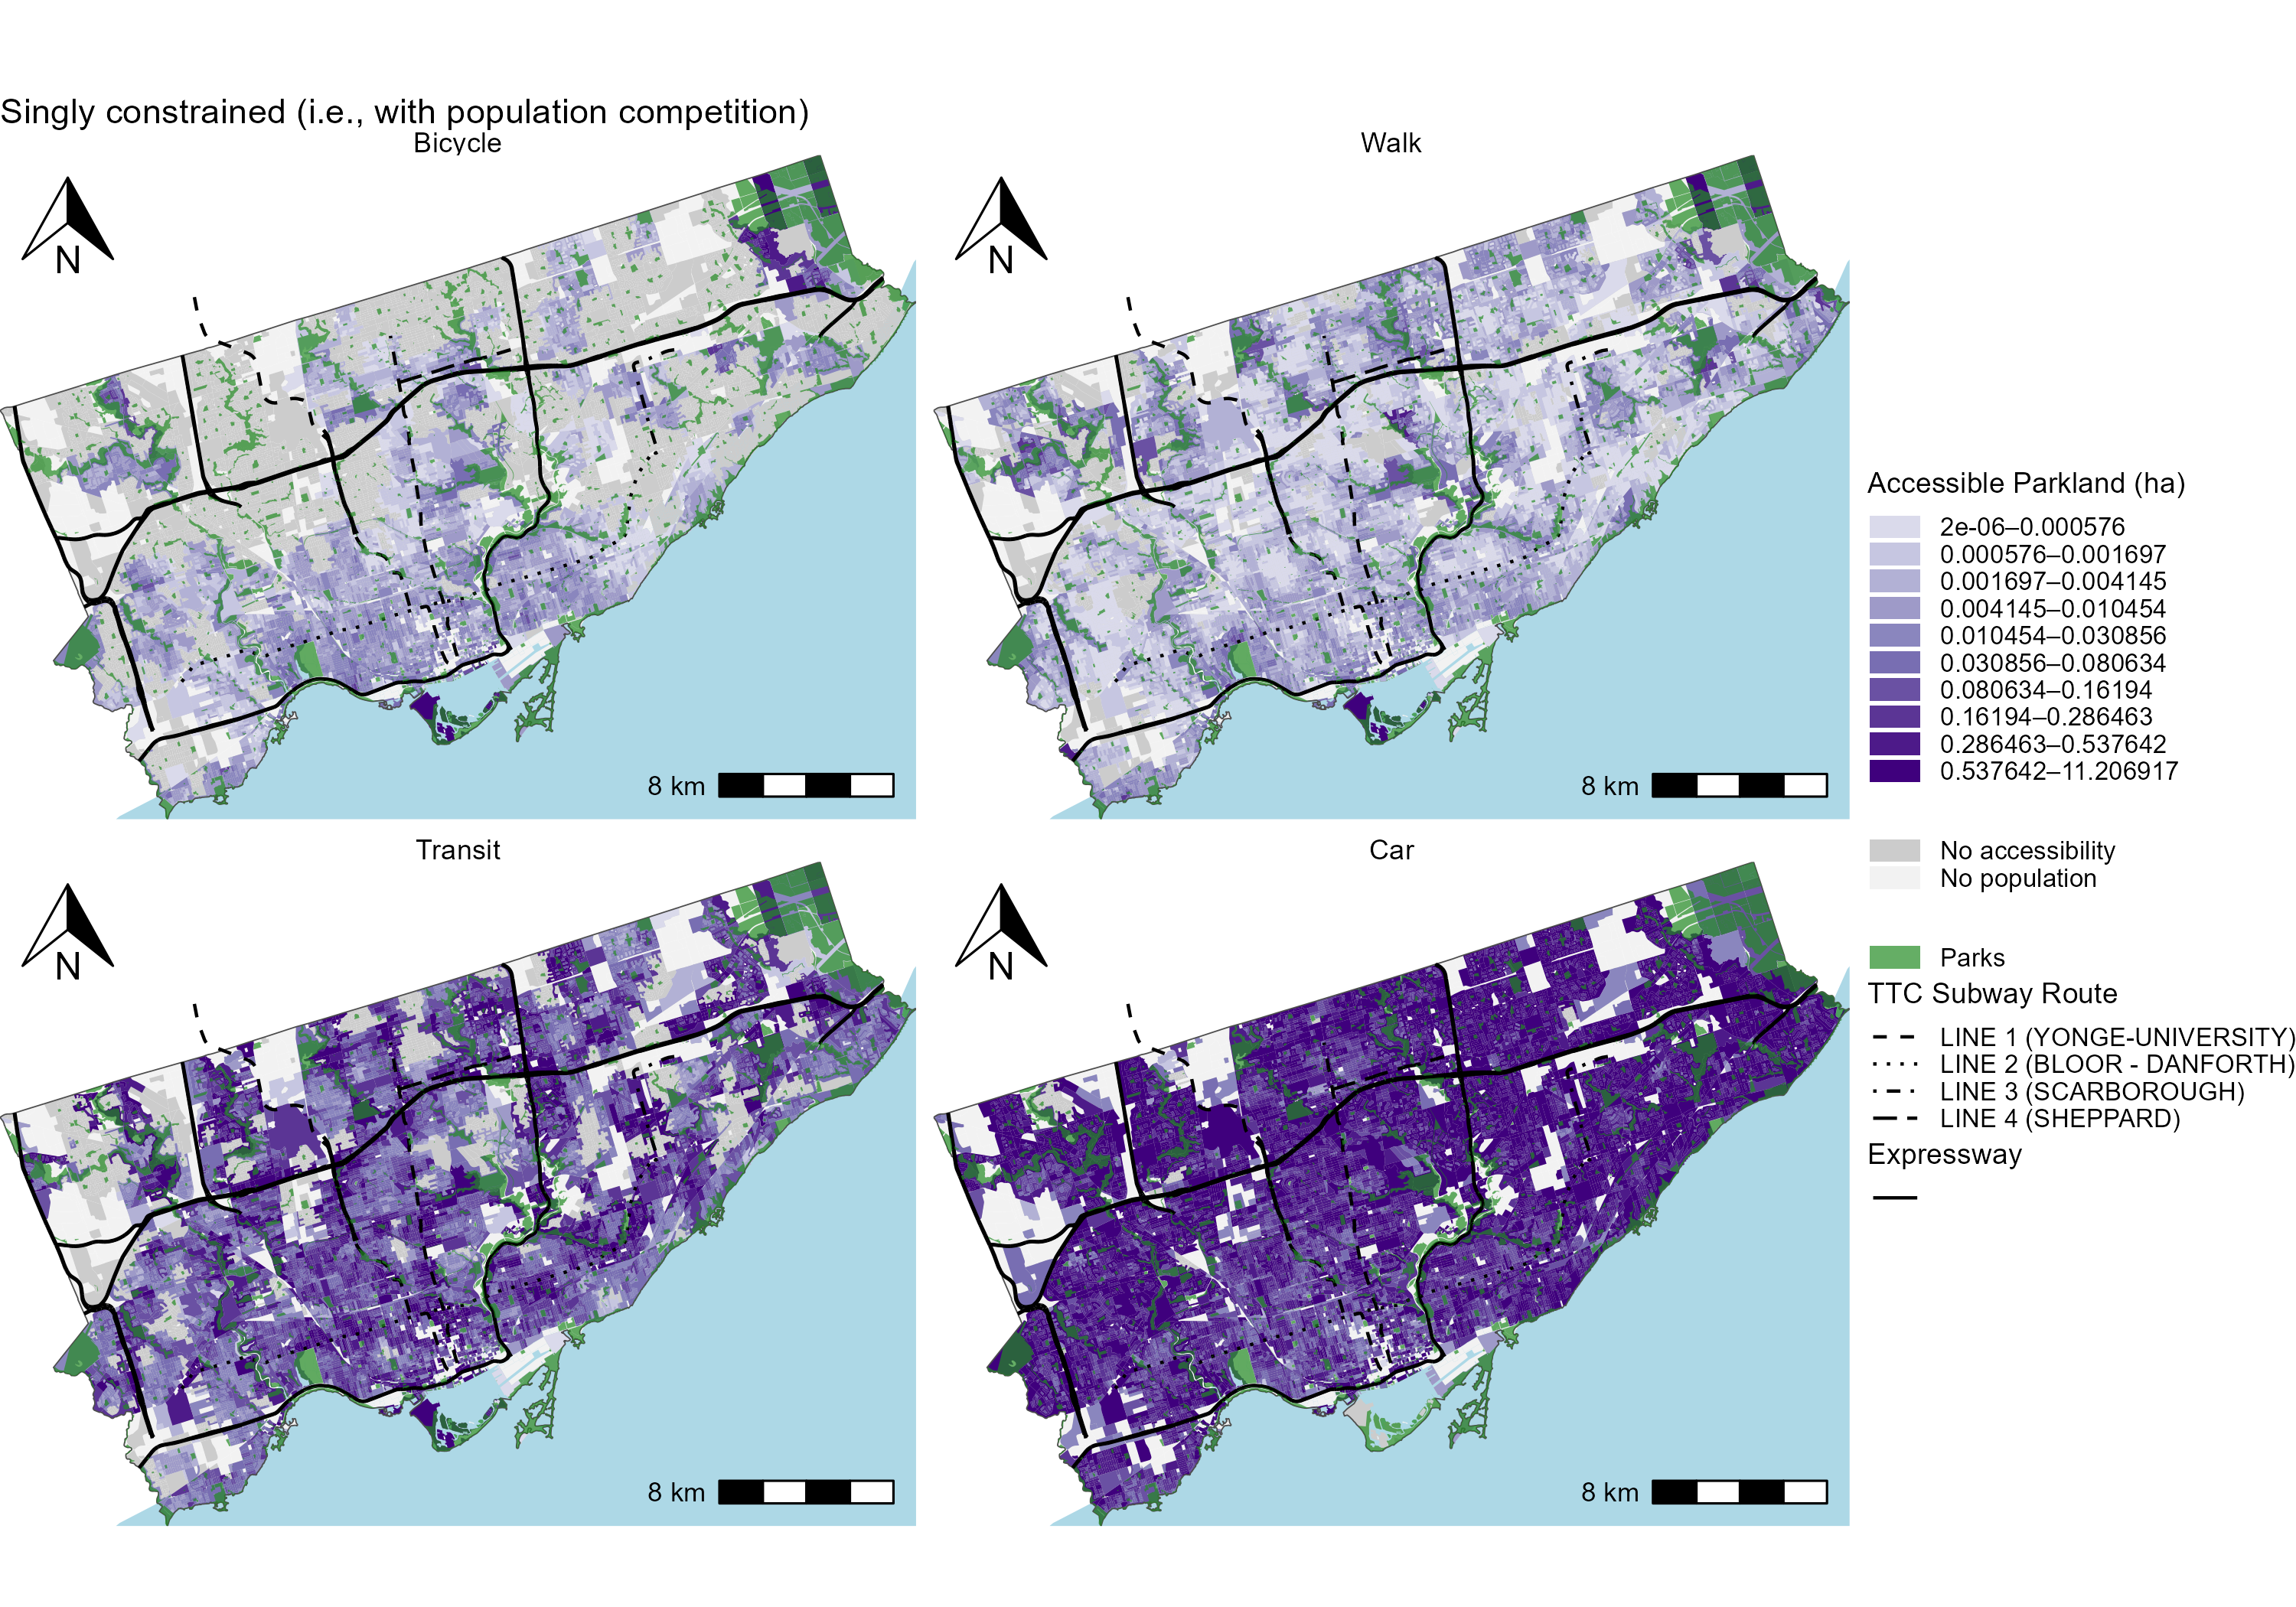 Singly constrained (i.e., with population competition)
Bicycle
Walk
N
N
8 km
8 km
Transit
Car
N
N
8 km
8 km
Accessible Parkland (ha)
2e-06–0.000576
0.000576–0.001697
0.001697–0.004145
0.004145–0.010454
0.010454–0.030856
0.030856–0.080634
0.080634–0.16194
0.16194–0.286463
0.286463–0.537642
0.537642–11.206917
No accessibility
No population
Parks
TTC Subway Route
LINE 1 (YONGE-UNIVERSITY)
LINE 2 (BLOOR - DANFORTH)
LINE 3 (SCARBOROUGH)
LINE 4 (SHEPPARD)
Expressway